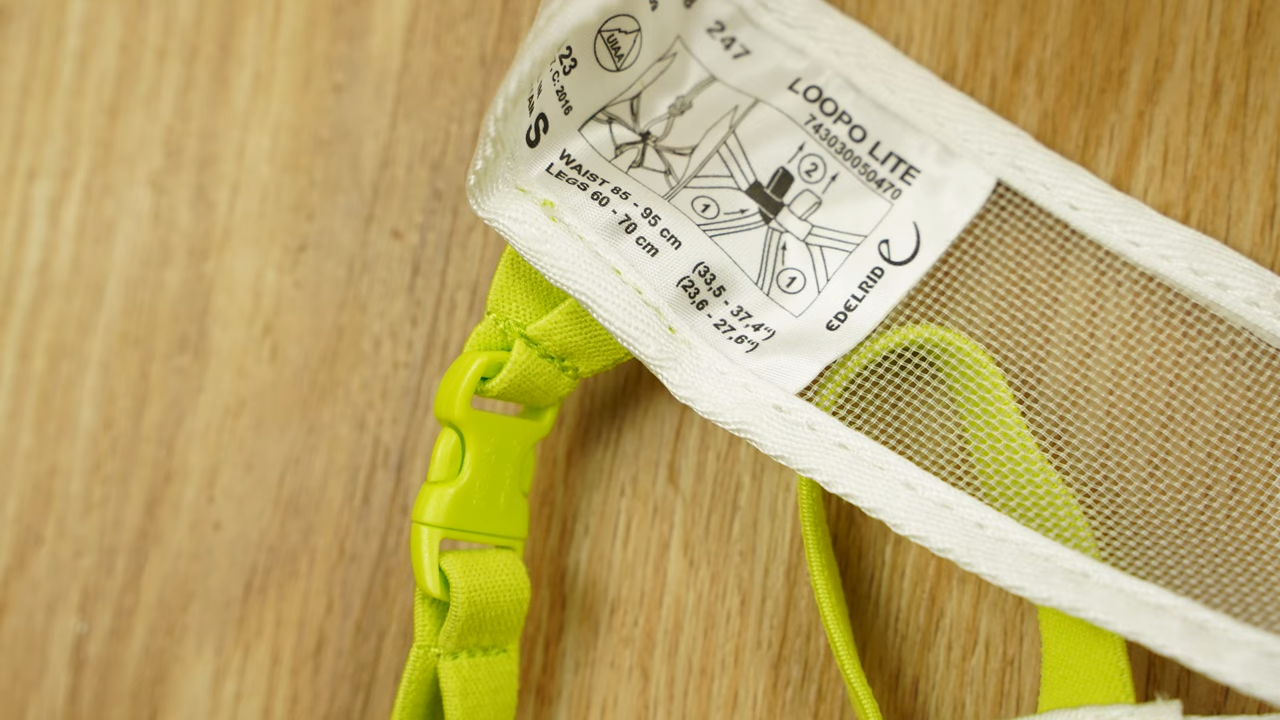 247
LOOPO LITE
743030050470
UIAA
23
C: 2016
S
WAIST 85 - 95 cm (33,5 - 37,4“)
LEGS 60 - 70 cm (23,6 - 27,6“)
2
1
1
EDELRID